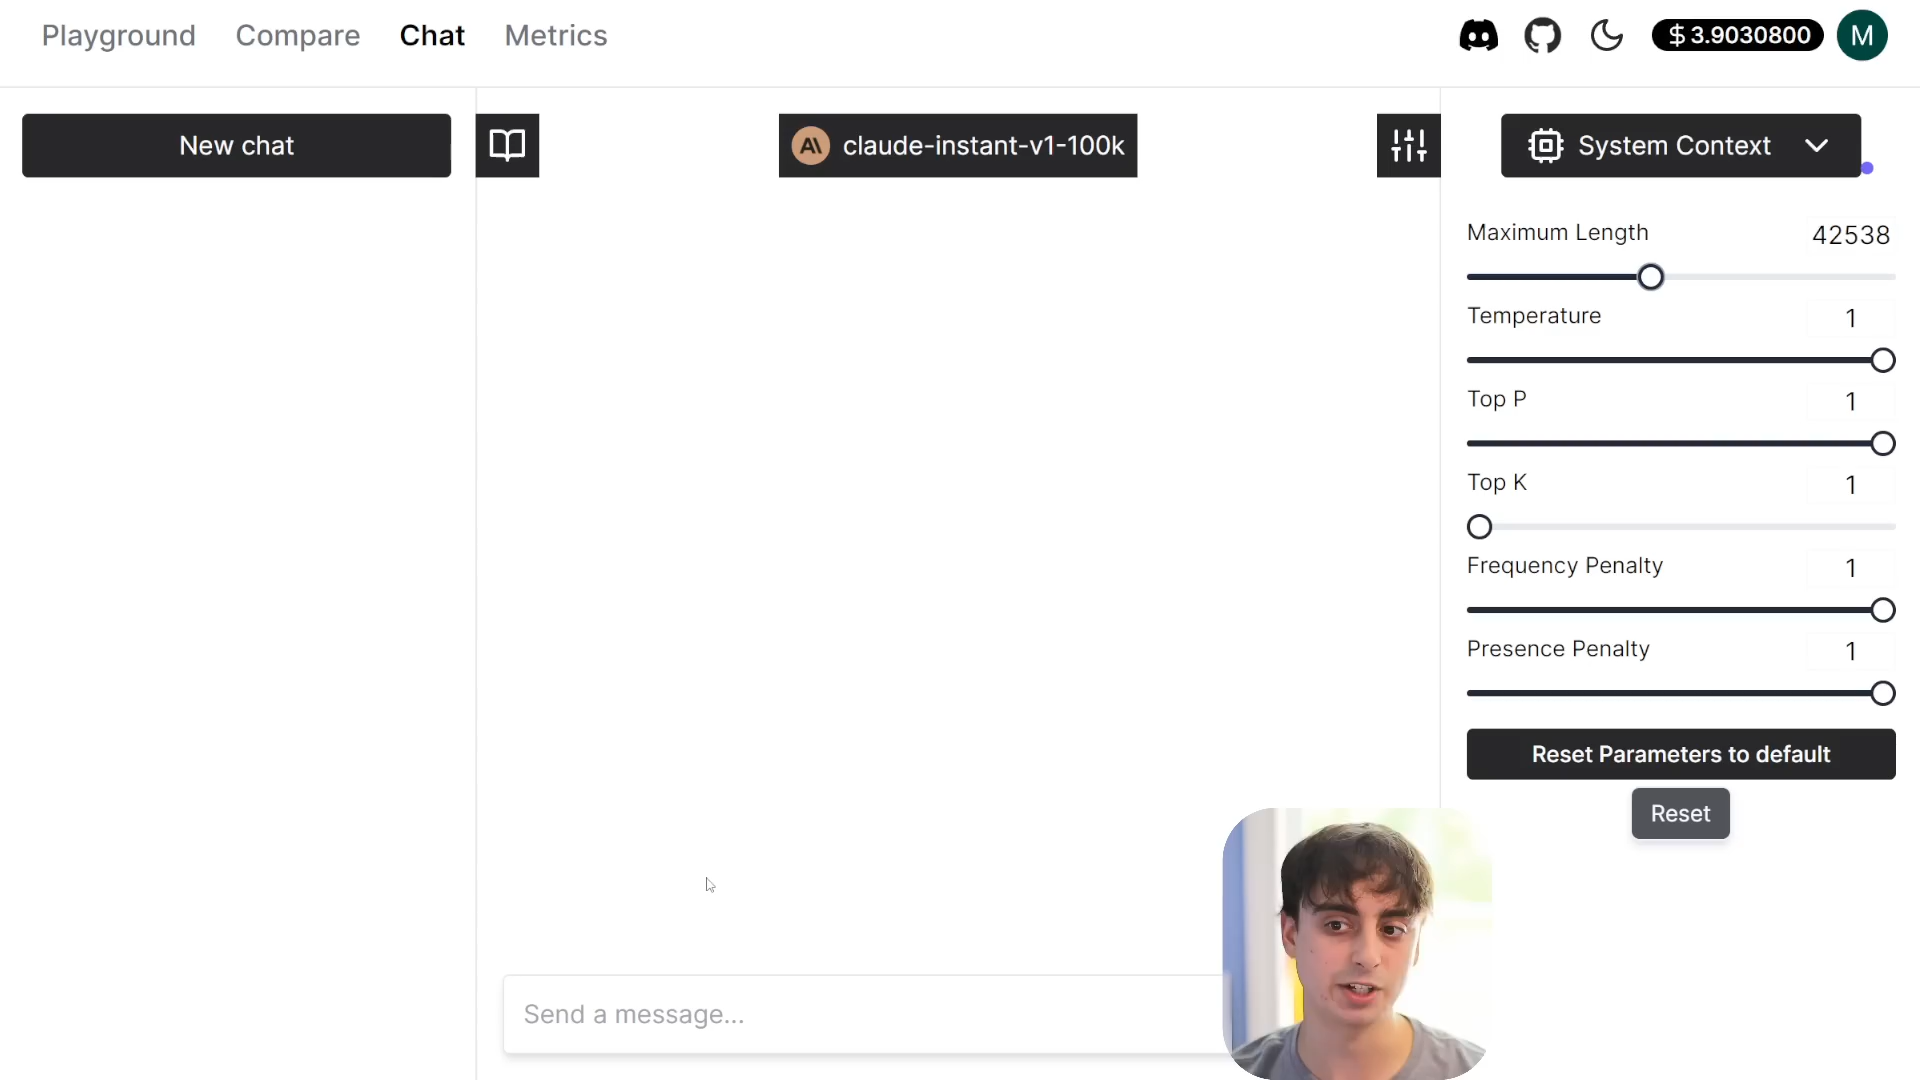 Playground Compare Chat Metrics
$3.9030800 M
New chat
claude-instant-v1-100k
System Context
Maximum Length 42538
Temperature 1
Top P 1
Top K 1
Frequency Penalty 1
Presence Penalty 1
Reset Parameters to default
Reset
Send a message...